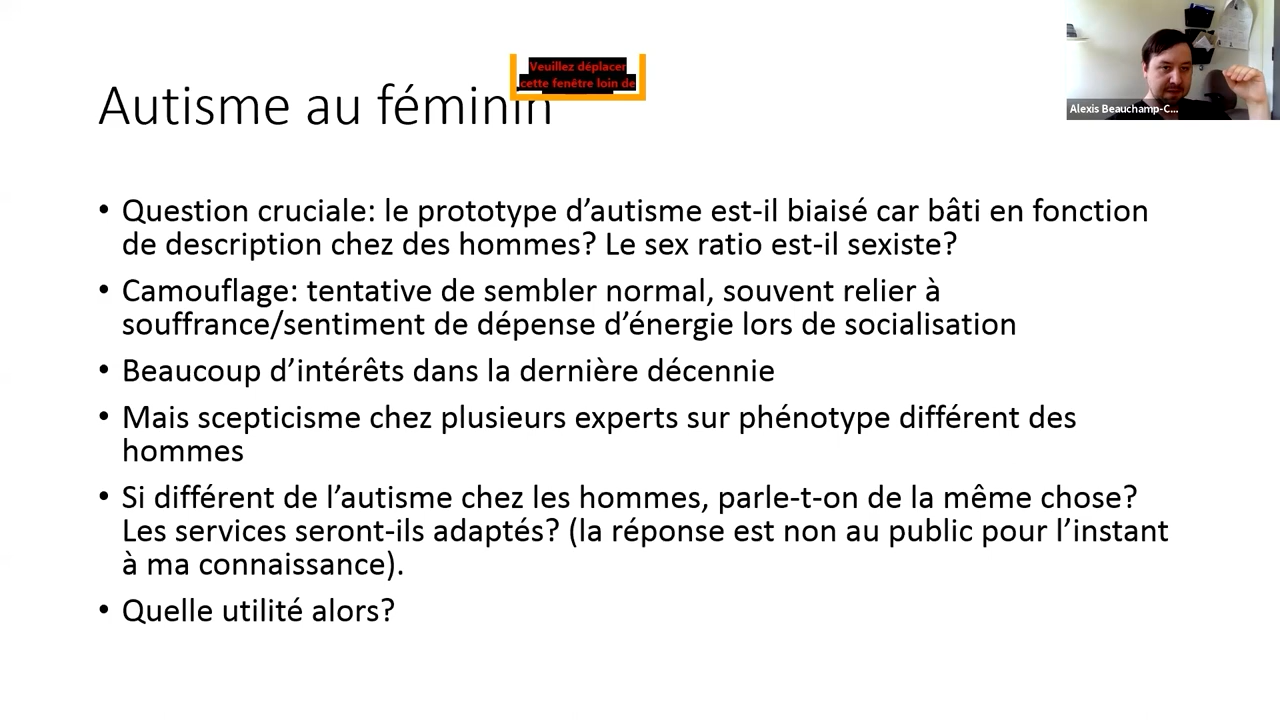 Veuillez déplacer
cette fenêtre loin de
Autisme au féminin
Alexis Beauchamp-C...
• Question cruciale: le prototype d’autisme est-il biaisé car bâti en fonction
de description chez des hommes? Le sex ratio est-il sexiste?
• Camouflage: tentative de sembler normal, souvent relier à
souffrance/sentiment de dépense d’énergie lors de socialisation
• Beaucoup d’intérêts dans la dernière décennie
• Mais scepticisme chez plusieurs experts sur phénotype différent des
hommes
• Si différent de l’autisme chez les hommes, parle-t-on de la même chose?
Les services seront-ils adaptés? (la réponse est non au public pour l’instant
à ma connaissance).
• Quelle utilité alors?